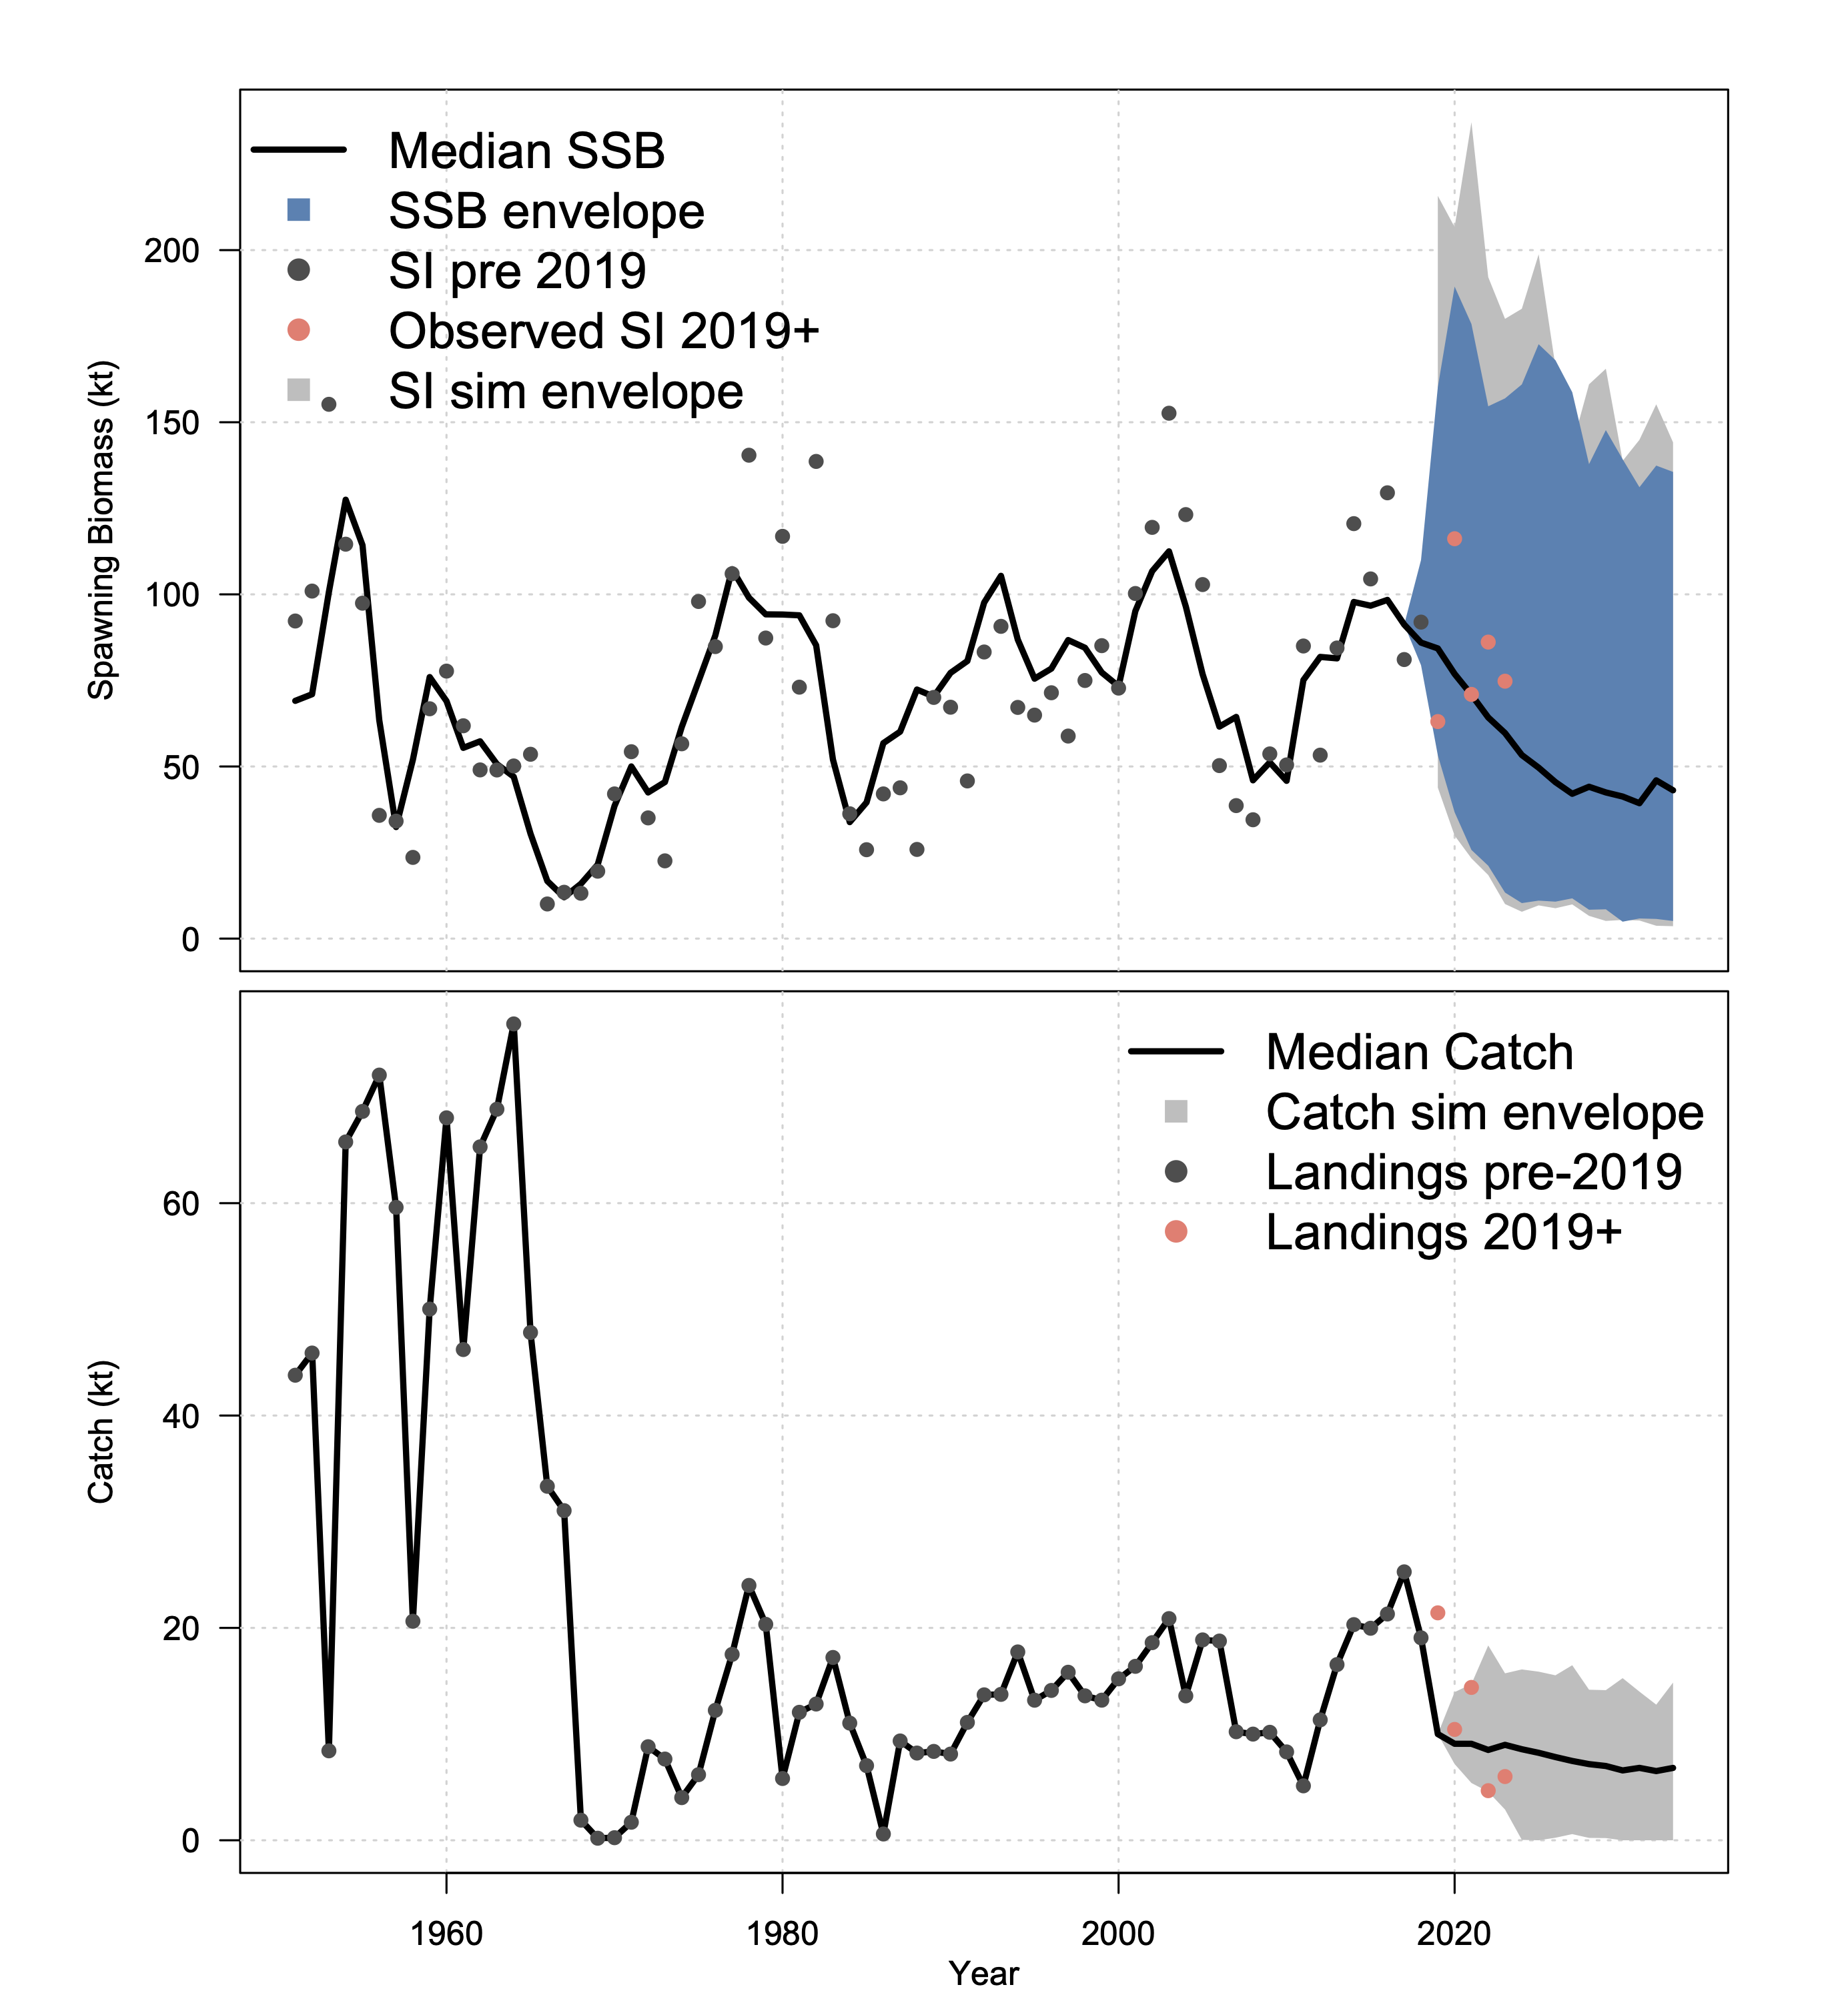 Median SSB
SSB envelope
SI pre 2019
Observed SI 2019+
SI sim envelope
Spawning Biomass (kt)
200
150
100
50
0
Median Catch
Catch sim envelope
Landings pre-2019
Landings 2019+
Catch (kt)
60
40
20
0
1960 1980 2000 2020
Year